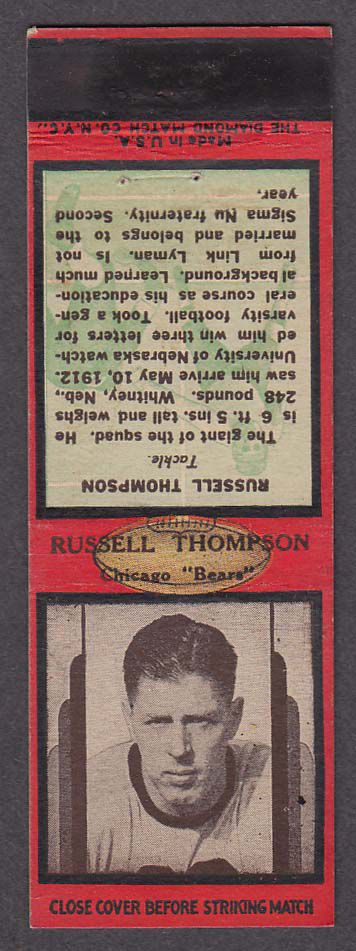 RUSSELL THOMPSON
Chicago "Bears"
CLOSE COVER BEFORE STRIKING MATCH
RUSSELL THOMPSON
Tackle.
The giant of the squad. He
is 6 ft. 5 ins. tall and weighs
248 pounds. Whitney, Neb.,
saw him arrive May 10, 1912.
University of Nebraska watch-
ed him win three letters for
varsity football. Took a gen-
eral course as his education-
al background. Learned much
from Link Lyman. Is not
married and belongs to the
Sigma Nu fraternity. Second
year.
Made in U.S.A.
THE DIAMOND MATCH CO. N.Y.C.